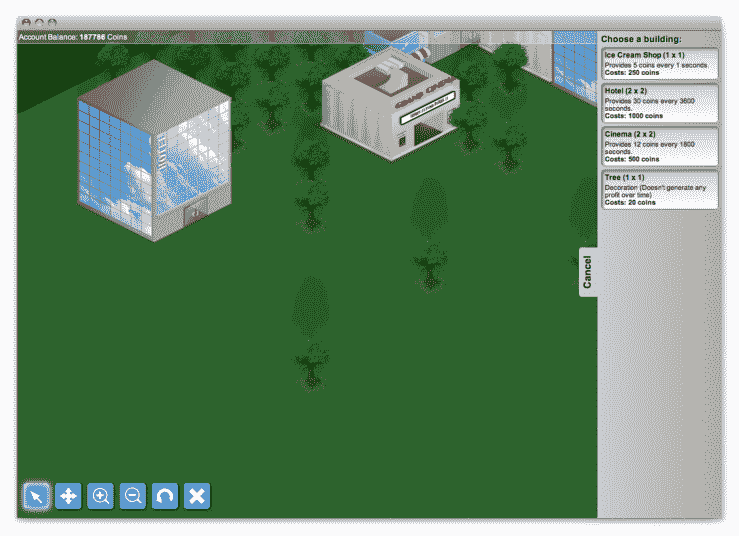 Account Balance: 187786 Coins
Choose a building:
Ice Cream Shop (1 x 1)
Provides 5 coins every 1 seconds.
Costs: 250 coins
Hotel (2 x 2)
Provides 30 coins every 3600
seconds.
Costs: 1000 coins
Cinema (2 x 2)
Provides 12 coins every 1800
seconds.
Costs: 500 coins
Tree (1 x 1)
Decoration (Doesn't generate any
profit over time)
Costs: 20 coins
Cancel